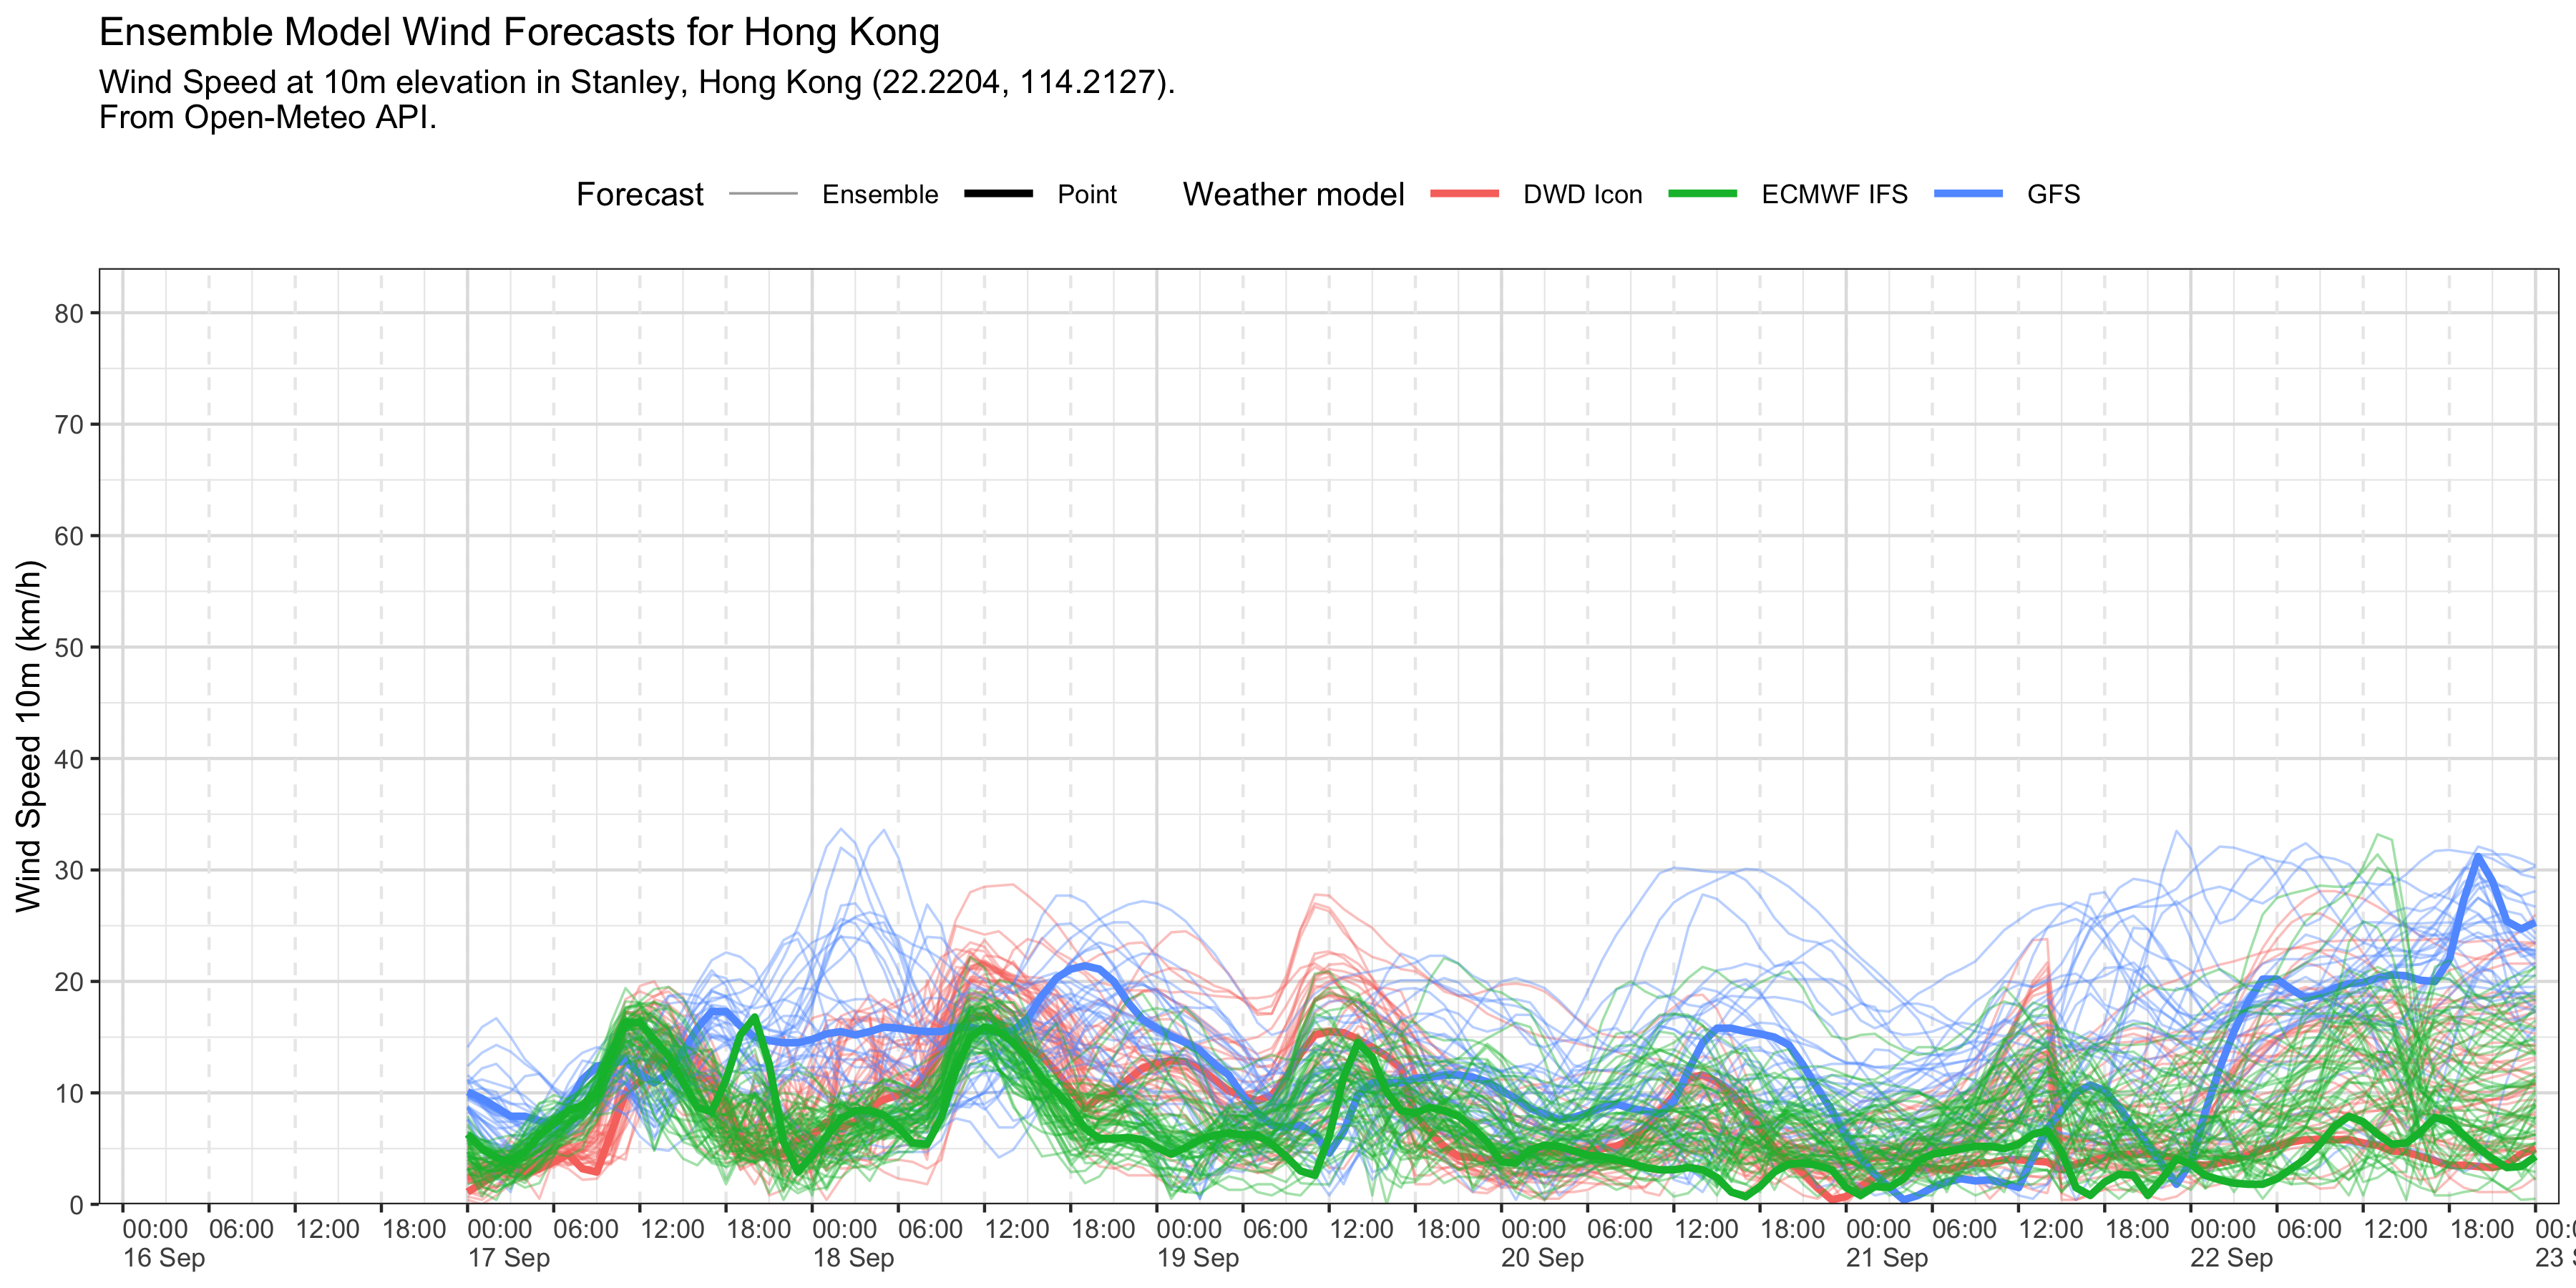 Ensemble Model Wind Forecasts for Hong Kong
Wind Speed at 10m elevation in Stanley, Hong Kong (22.2204, 114.2127).
From Open-Meteo API.
Forecast Ensemble Point Weather model DWD Icon ECMWF IFS GFS
Wind Speed 10m (km/h)
80
70
60
50
40
30
20
10
0
00:00 06:00 12:00 18:00 00:00 06:00 12:00 18:00 00:00 06:00 12:00 18:00 00:00 06:00 12:00 18:00 00:00 06:00 12:00 18:00 00:00 06:00 12:00 18:00 00:00 06:00 12:00 18:00 00:
16 Sep 17 Sep 18 Sep 19 Sep 20 Sep 21 Sep 22 Sep 23